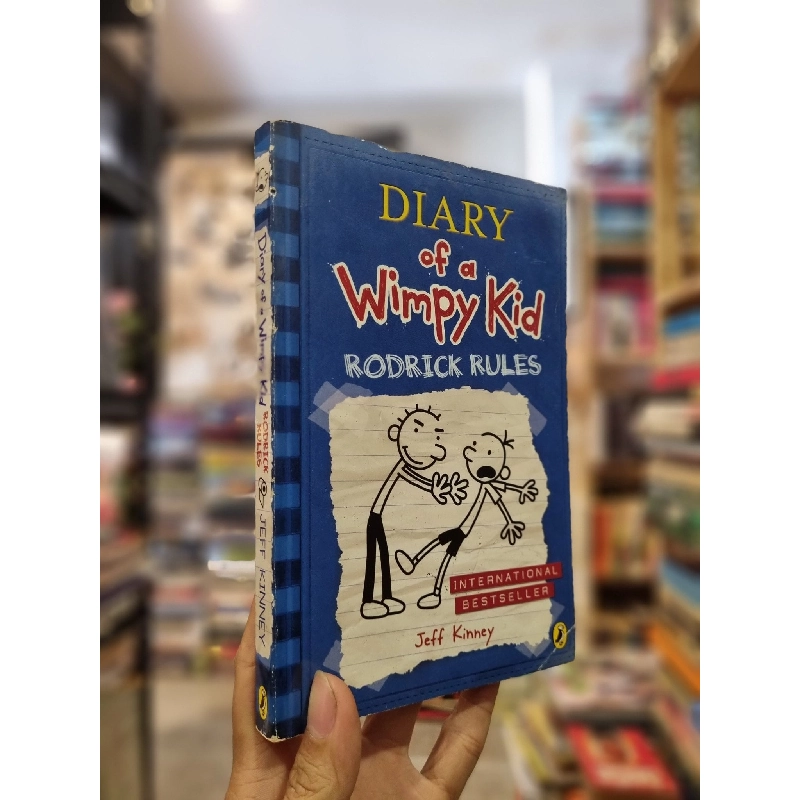 DIARY
of a
Wimpy Kid
RODRICK RULES
INTERNATIONAL
BESTSELLER
Jeff Kinney
Diary of a Wimpy Kid RODRICK RULES JEFF KINNEY